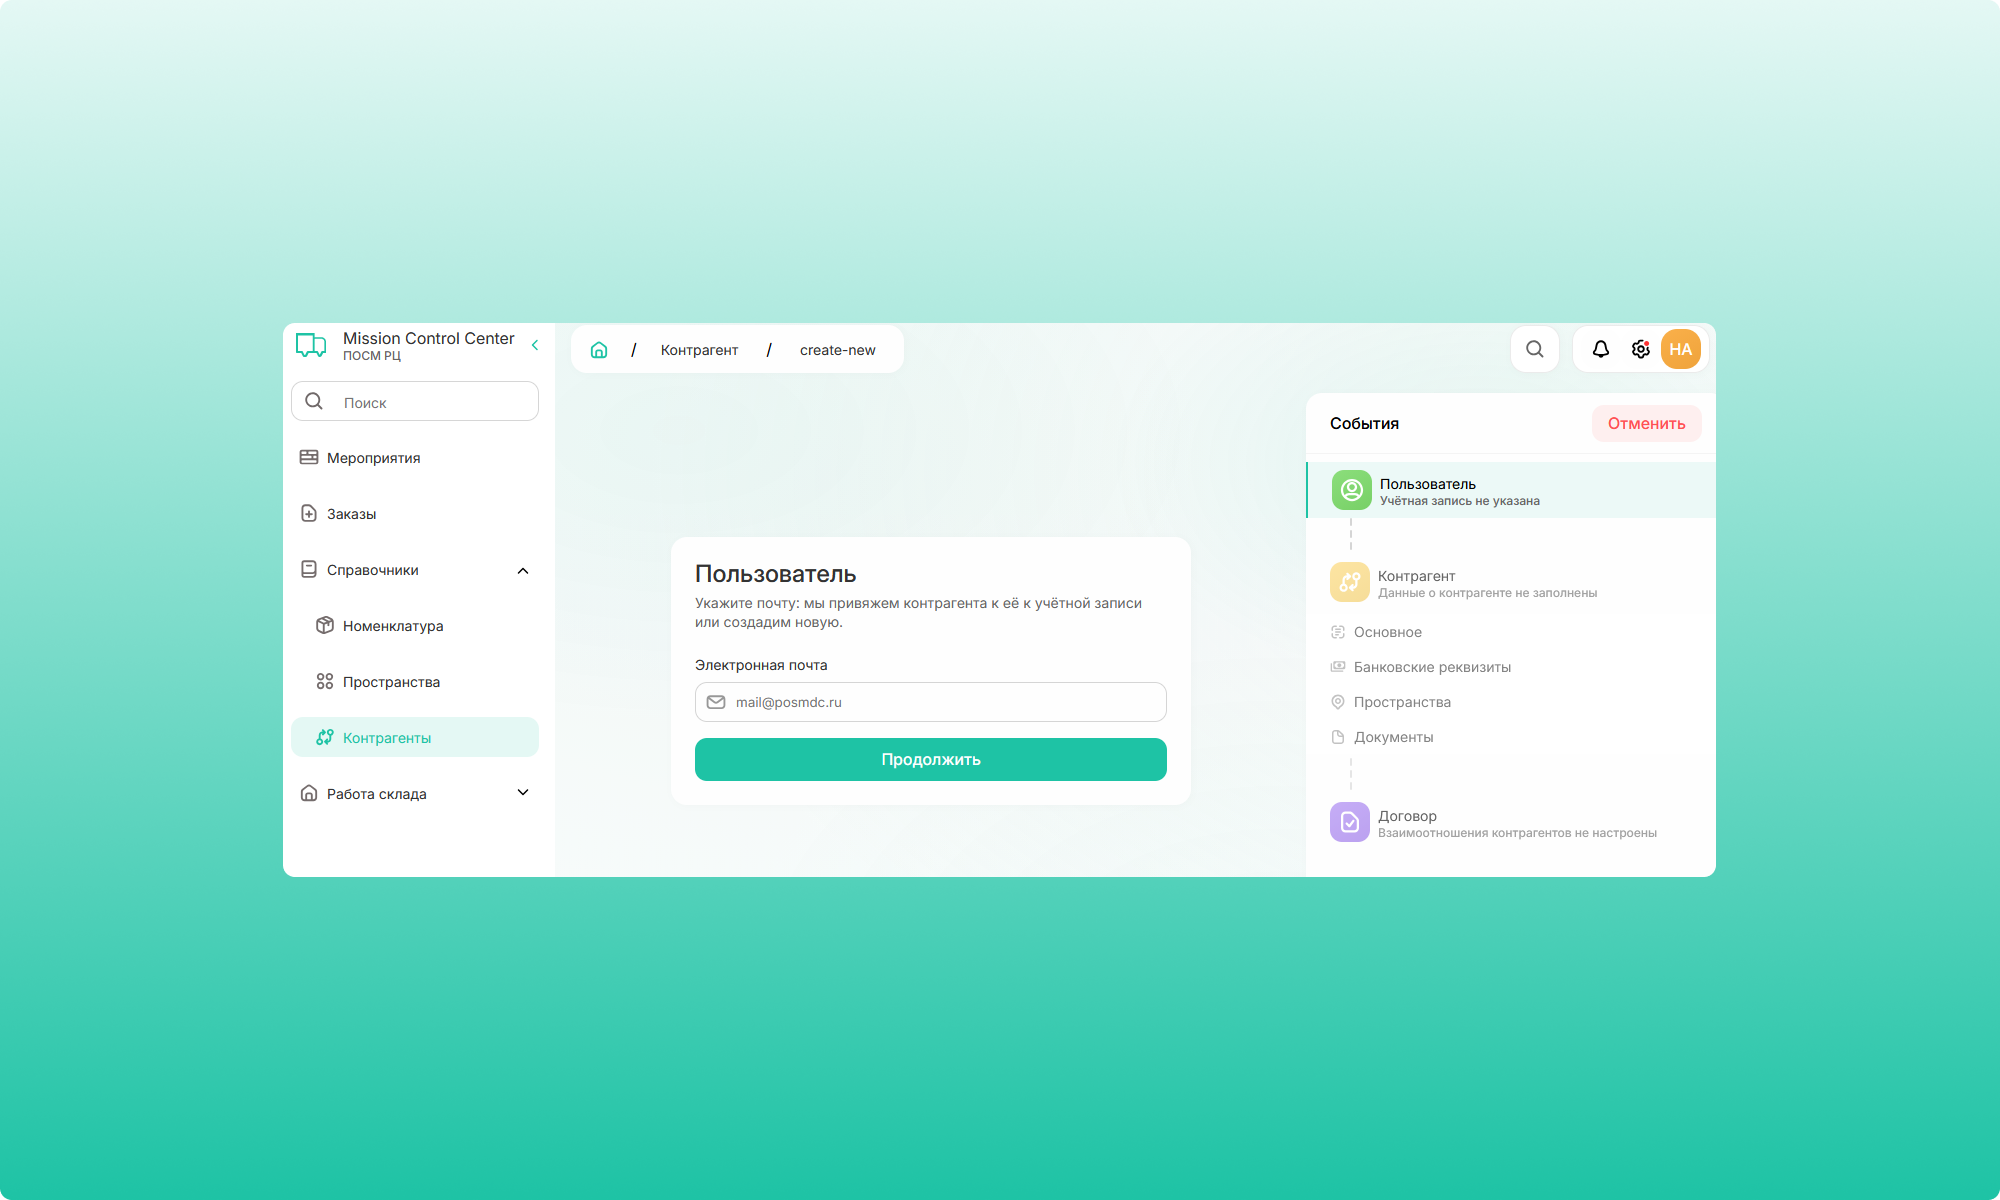 Mission Control Center
ПОСМ РЦ
Поиск
Мероприятия
Заказы
Справочники
Номенклатура
Пространства
Контрагенты
Работа склада
/ Контрагент / create-new
НА
Пользователь
Укажите почту: мы привяжем контрагента к её к учётной записи
или создадим новую.
Электронная почта
mail@posmdc.ru
Продолжить
События
Отменить
Пользователь
Учётная запись не указана
Контрагент
Данные о контрагенте не заполнены
Основное
Банковские реквизиты
Пространства
Документы
Договор
Взаимоотношения контрагентов не настроены